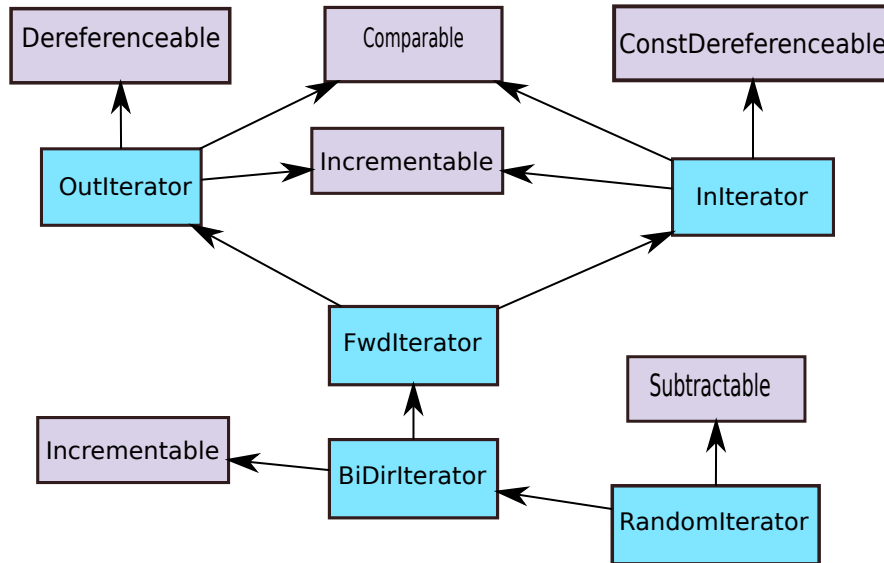 Dereferenceable
Comparable
ConstDereferenceable
OutIterator
Incrementable
InIterator
FwdIterator
Subtractable
Incrementable
BiDirIterator
RandomIterator